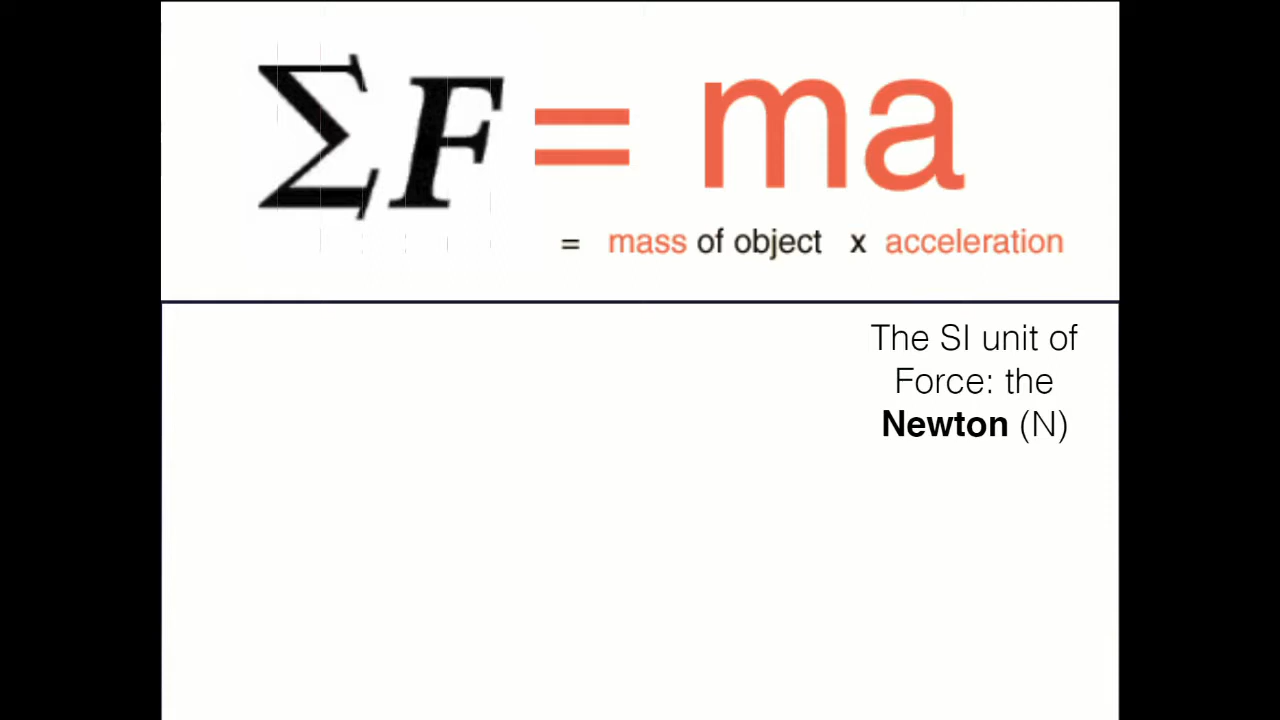 ΣF = ma
= mass of object x acceleration
The SI unit of
Force: the
Newton (N)